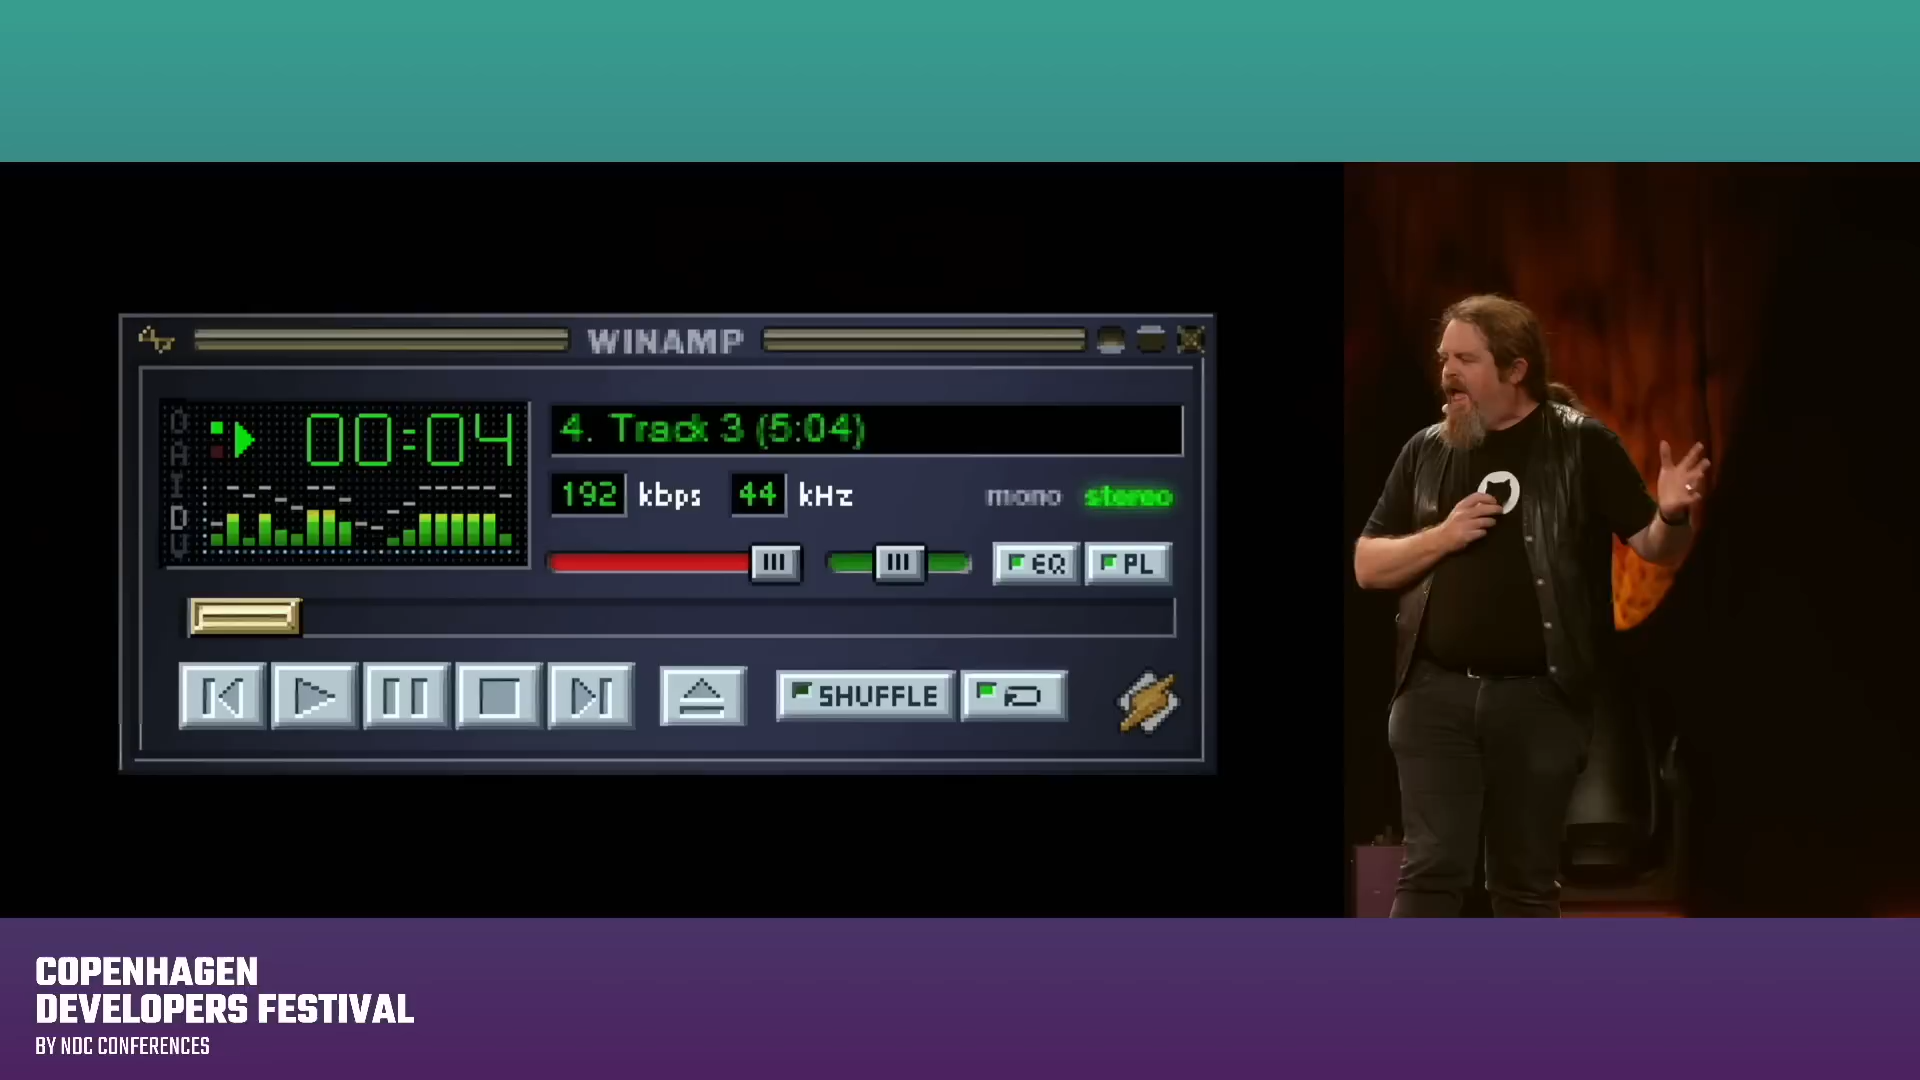 WINAMP
O
A
I
D
V
00:04
4. Track 3 (5:04)
192 kbps 44 kHz mono stereo
EQ PL
SHUFFLE
COPENHAGEN
DEVELOPERS FESTIVAL
BY NDC CONFERENCES